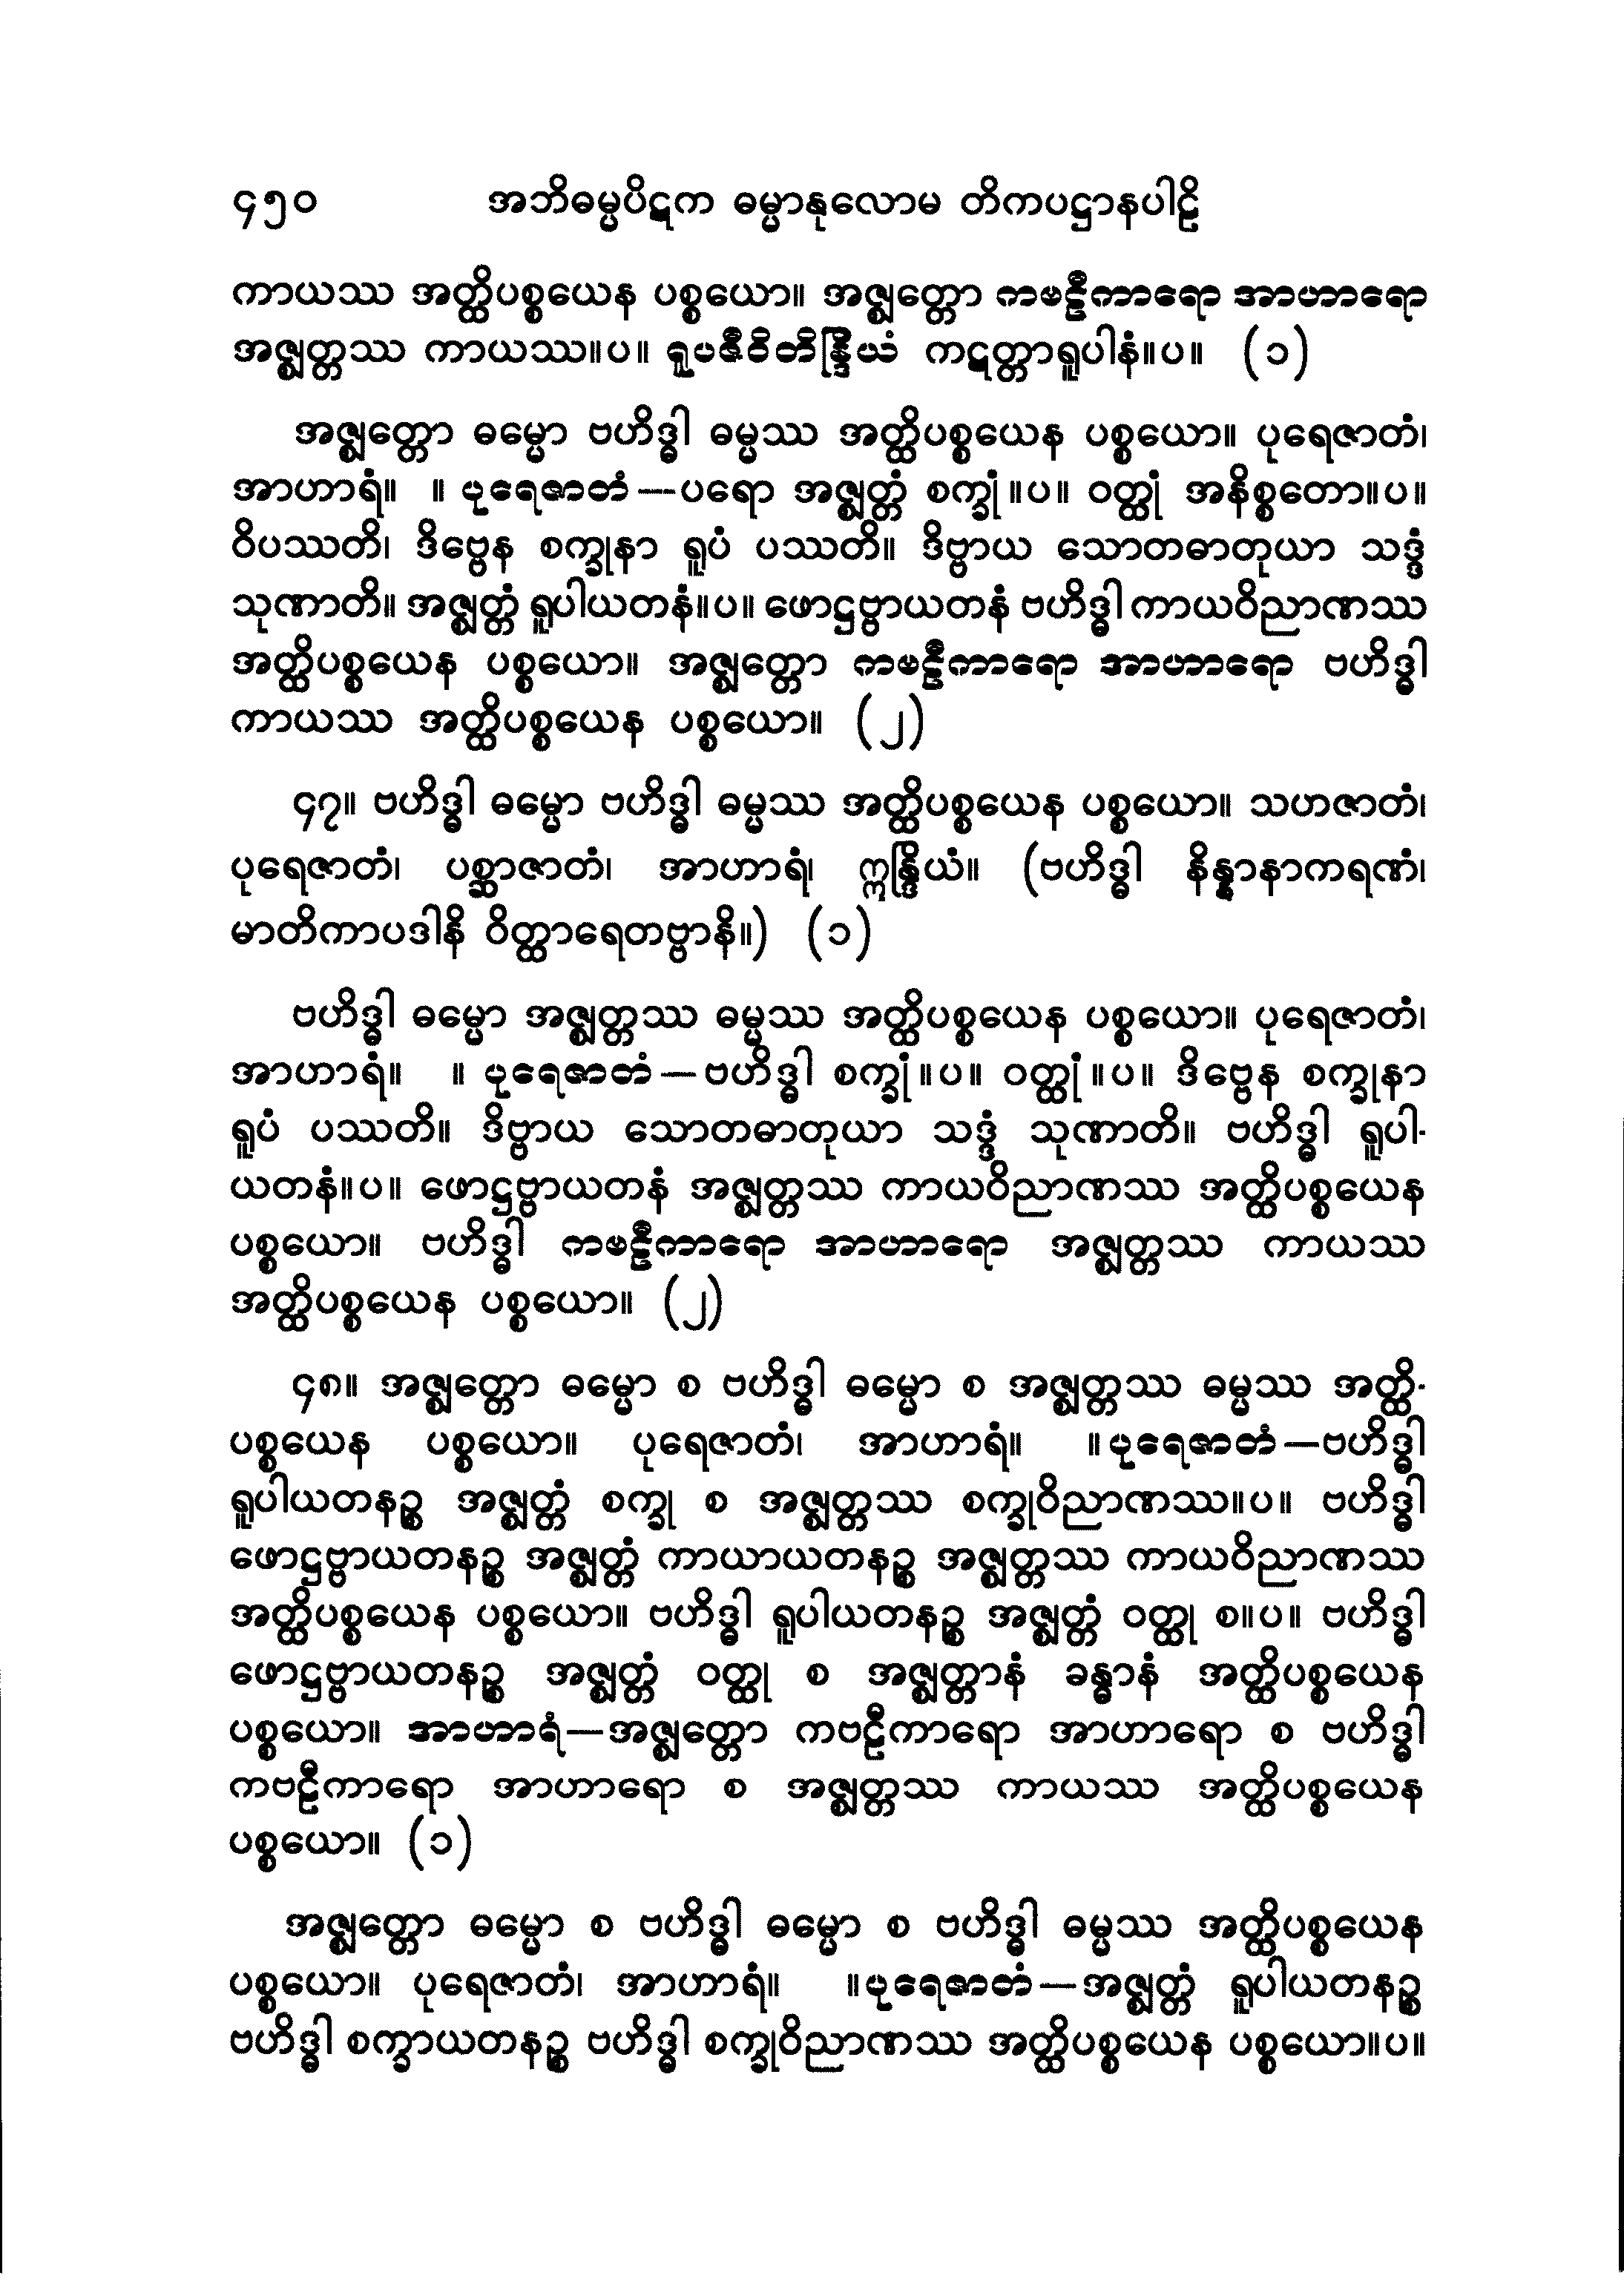 ၄၅၀ အဘိဓမ္မပိဋက ဓမ္မာနုလောမ တိကပဋ္ဌာနပါဠိ
ကာယဿ အတ္ထိပစ္စယေန ပစ္စယော။ အဇ္ဈတ္တော ကဗဠီကာရော အာဟာရော
အဇ္ဈတ္တဿ ကာယဿ။ပ။ ရူပဇီဝိတိန္ဒြိယံ ကဋတ္တာရူပါနံ။ပ။ (၁)
အဇ္ဈတ္တော ဓမ္မော ဗဟိဒ္ဓါ ဓမ္မဿ အတ္ထိပစ္စယေန ပစ္စယော။ ပုရေဇာတံ၊
အာဟာရံ။ ။ ပုရေဇာတံ—ပရော အဇ္ဈတ္တံ စက္ခုံ။ပ။ ဝတ္ထုံ အနိစ္စတော။ပ။
ဝိပဿတိ၊ ဒိဗ္ဗေန စက္ခုနာ ရူပံ ပဿတိ။ ဒိဗ္ဗာယ သောတဓာတုယာ သဒ္ဒံ
သုဏာတိ။ အဇ္ဈတ္တံ ရူပါယတနံ။ပ။ ဖောဋ္ဌဗ္ဗာယတနံ ဗဟိဒ္ဓါ ကာယဝိညာဏဿ
အတ္ထိပစ္စယေန ပစ္စယော။ အဇ္ဈတ္တော ကဗဠီကာရော အာဟာရော ဗဟိဒ္ဓါ
ကာယဿ အတ္ထိပစ္စယေန ပစ္စယော။ (၂)
၄၇။ ဗဟိဒ္ဓါ ဓမ္မော ဗဟိဒ္ဓါ ဓမ္မဿ အတ္ထိပစ္စယေန ပစ္စယော။ သဟဇာတံ၊
ပုရေဇာတံ၊ ပစ္ဆာဇာတံ၊ အာဟာရံ၊ ဣန္ဒြိယံ။ (ဗဟိဒ္ဓါ နိန္နာနာကရဏံ၊
မာတိကာပဒါနိ ဝိတ္ထာရေတဗ္ဗာနိ။) (၁)
ဗဟိဒ္ဓါ ဓမ္မော အဇ္ဈတ္တဿ ဓမ္မဿ အတ္ထိပစ္စယေန ပစ္စယော။ ပုရေဇာတံ၊
အာဟာရံ။ ။ ပုရေဇာတံ—ဗဟိဒ္ဓါ စက္ခုံ။ပ။ ဝတ္ထုံ။ပ။ ဒိဗ္ဗေန စက္ခုနာ
ရူပံ ပဿတိ။ ဒိဗ္ဗာယ သောတဓာတုယာ သဒ္ဒံ သုဏာတိ။ ဗဟိဒ္ဓါ ရူပါ-
ယတနံ။ပ။ ဖောဋ္ဌဗ္ဗာယတနံ အဇ္ဈတ္တဿ ကာယဝိညာဏဿ အတ္ထိပစ္စယေန
ပစ္စယော။ ဗဟိဒ္ဓါ ကဗဠီကာရော အာဟာရော အဇ္ဈတ္တဿ ကာယဿ
အတ္ထိပစ္စယေန ပစ္စယော။ (၂)
၄၈။ အဇ္ဈတ္တော ဓမ္မော စ ဗဟိဒ္ဓါ ဓမ္မော စ အဇ္ဈတ္တဿ ဓမ္မဿ အတ္ထိ-
ပစ္စယေန ပစ္စယော။ ပုရေဇာတံ၊ အာဟာရံ။ ။ပုရေဇာတံ—ဗဟိဒ္ဓါ
ရူပါယတနဉ္စ အဇ္ဈတ္တံ စက္ခု စ အဇ္ဈတ္တဿ စက္ခုဝိညာဏဿ။ပ။ ဗဟိဒ္ဓါ
ဖောဋ္ဌဗ္ဗာယတနဉ္စ အဇ္ဈတ္တံ ကာယာယတနဉ္စ အဇ္ဈတ္တဿ ကာယဝိညာဏဿ
အတ္ထိပစ္စယေန ပစ္စယော။ ဗဟိဒ္ဓါ ရူပါယတနဉ္စ အဇ္ဈတ္တံ ဝတ္ထု စ။ပ။ ဗဟိဒ္ဓါ
ဖောဋ္ဌဗ္ဗာယတနဉ္စ အဇ္ဈတ္တံ ဝတ္ထု စ အဇ္ဈတ္တာနံ ခန္ဓာနံ အတ္ထိပစ္စယေန
ပစ္စယော။ အာဟာရံ—အဇ္ဈတ္တော ကဗဠီကာရော အာဟာရော စ ဗဟိဒ္ဓါ
ကဗဠီကာရော အာဟာရော စ အဇ္ဈတ္တဿ ကာယဿ အတ္ထိပစ္စယေန
ပစ္စယော။ (၁)
အဇ္ဈတ္တော ဓမ္မော စ ဗဟိဒ္ဓါ ဓမ္မော စ ဗဟိဒ္ဓါ ဓမ္မဿ အတ္ထိပစ္စယေန
ပစ္စယော။ ပုရေဇာတံ၊ အာဟာရံ။ ။ပုရေဇာတံ—အဇ္ဈတ္တံ ရူပါယတနဉ္စ
ဗဟိဒ္ဓါ စက္ခာယတနဉ္စ ဗဟိဒ္ဓါ စက္ခုဝိညာဏဿ အတ္ထိပစ္စယေန ပစ္စယော။ပ။